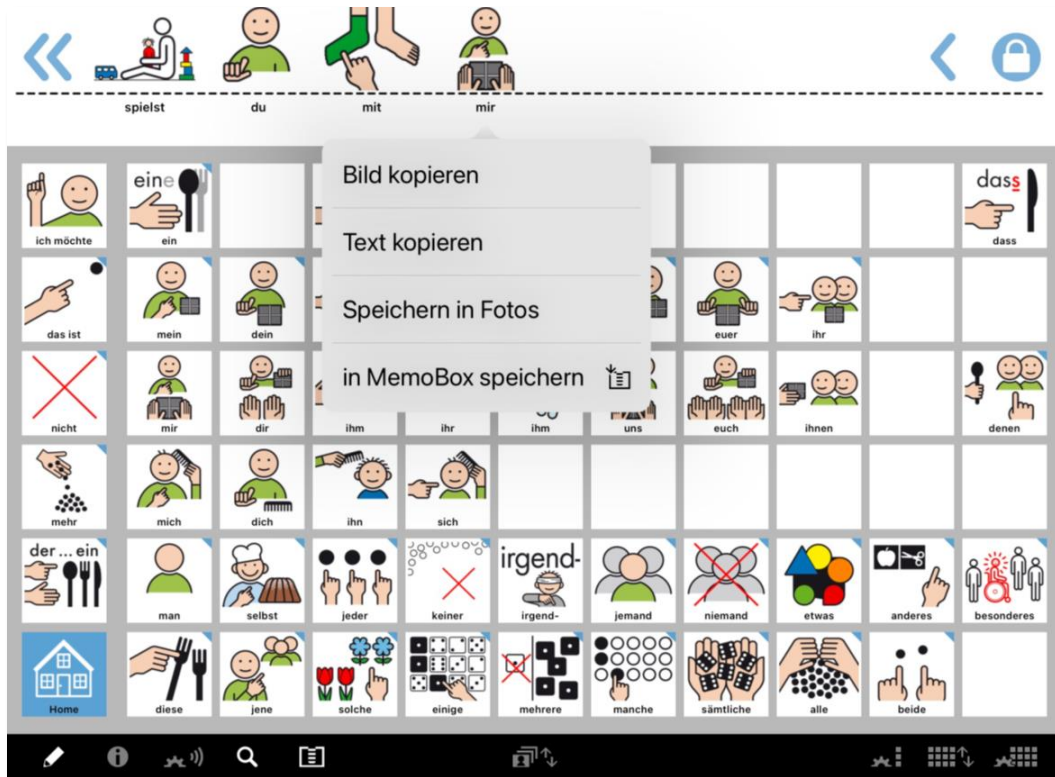 spielst du mit mir
Bild kopieren
Text kopieren
Speichern in Fotos
in MemoBox speichern
eine dass
ich möchte ein dass
das ist mein dein euer ihr
nicht mir dir ihm ihr ihm uns euch ihnen denen
mehr mich dich ihn sich
der ... ein irgend-
man selbst jeder keiner irgend- jemand niemand etwas anderes besonderes
Home diese jene solche einige mehrere manche sämtliche alle beide